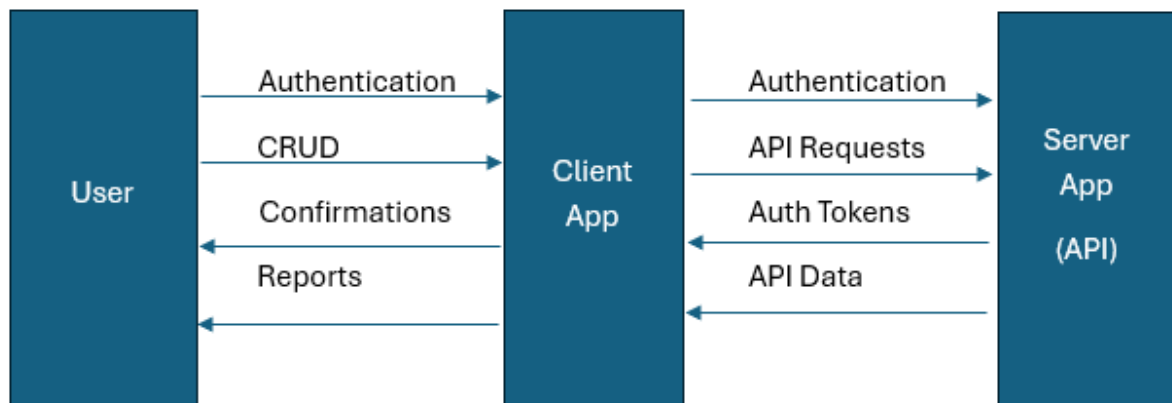 User
Authentication
CRUD
Confirmations
Reports
Client
App
Authentication
API Requests
Auth Tokens
API Data
Server
App
(API)